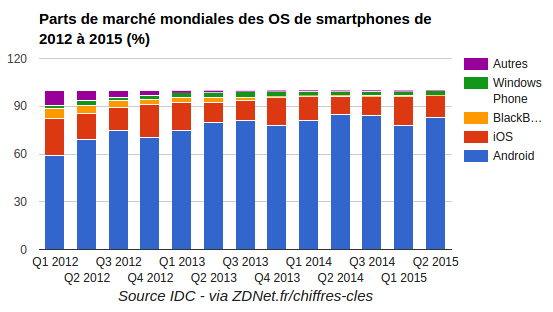 Parts de marché mondiales des OS de smartphones de
2012 à 2015 (%)
120
90
60
30
0
Autres
Windows
Phone
BlackB...
iOS
Android
Q1 2012
Q2 2012
Q3 2012
Q4 2012
Q1 2013
Q2 2013
Q3 2013
Q4 2013
Q1 2014
Q2 2014
Q3 2014
Q1 2015
Q2 2015
Source IDC - via ZDNet.fr/chiffres-cles